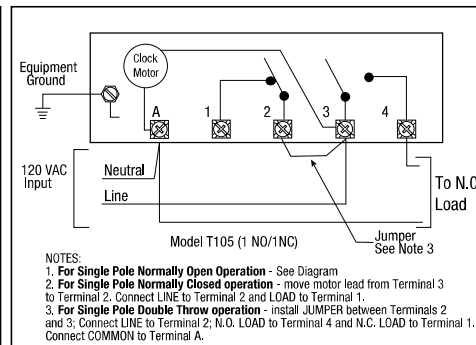 Equipment
Ground
Clock
Motor
A
1
2
3
4
120 VAC
Input
Neutral
Line
To N.O
Load
Jumper
See Note 3
Model T105 (1 NO/1NC)
NOTES:
1. For Single Pole Normally Open Operation - See Diagram
2. For Single Pole Normally Closed operation - move motor lead from Terminal 3
to Terminal 2. Connect LINE to Terminal 2 and LOAD to Terminal 1.
3. For Single Pole Double Throw operation - install JUMPER between Terminals 2
and 3; Connect LINE to Terminal 2; N.O. LOAD to Terminal 4 and N.C. LOAD to Terminal 1.
Connect COMMON to Terminal A.